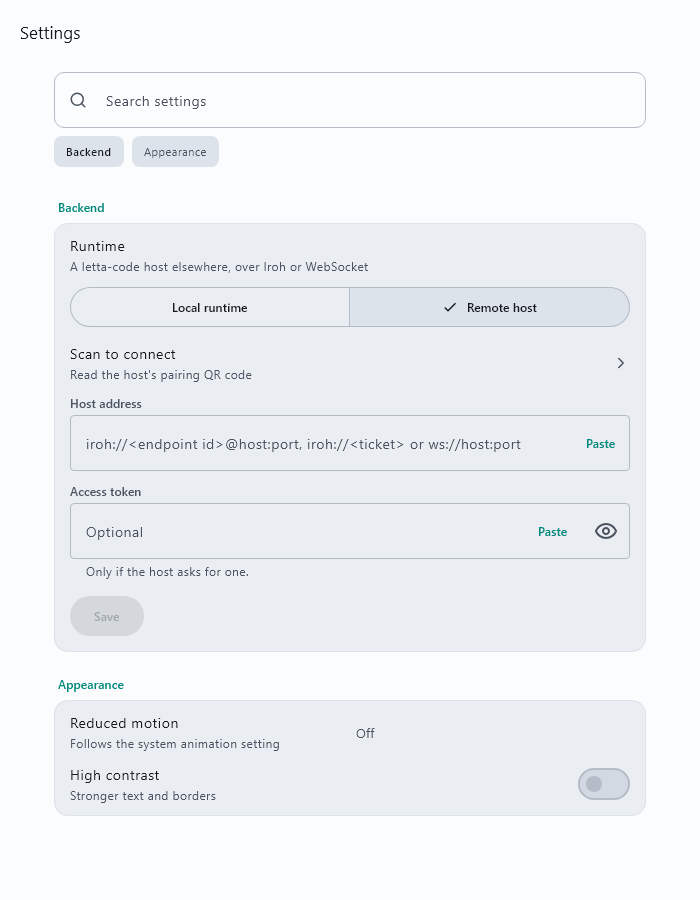 Settings
Search settings
Backend
Appearance
Backend
Runtime
A letta-code host elsewhere, over Iroh or WebSocket
Local runtime
Remote host
Scan to connect
Read the host's pairing QR code
Host address
iroh://<endpoint id>@host:port, iroh://<ticket> or ws://host:port
Paste
Access token
Optional
Paste
Only if the host asks for one.
Save
Appearance
Reduced motion
Follows the system animation setting
Off
High contrast
Stronger text and borders